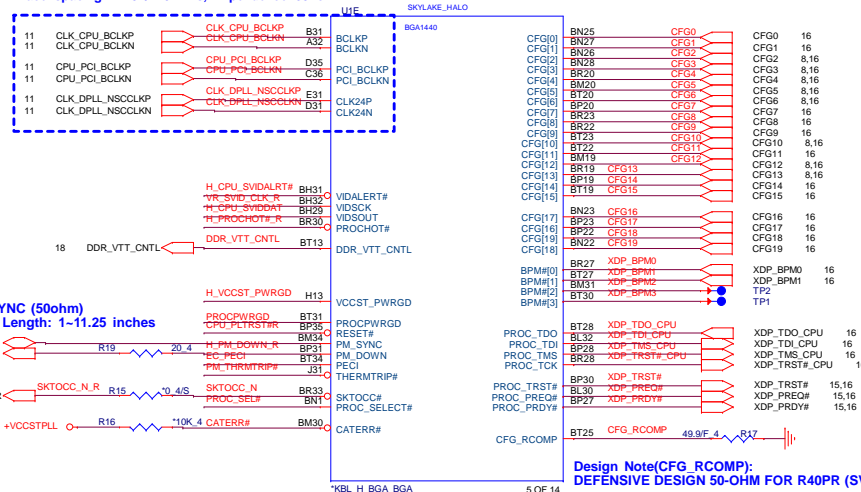 U1E
SKYLAKE_HALO
BGA1440
11 CLK_CPU_BCLKP CLK_CPU_BCLKP B31 BCLKP
11 CLK_CPU_BCLKN CLK_CPU_BCLKN A32 BCLKN
11 CPU_PCI_BCLKP CPU_PCI_BCLKP D35 PCI_BCLKP
11 CPU_PCI_BCLKN CPU_PCI_BCLKN C36 PCI_BCLKN
11 CLK_DPLL_NSCCLKP CLK_DPLL_NSCCLKP E31 CLK24P
11 CLK_DPLL_NSCCLKN CLK_DPLL_NSCCLKN D31 CLK24N
H_CPU_SVIDALRT# BH31 VIDALERT#
VR_SVID_CLK_R BH32 VIDSCK
H_CPU_SVIDDAT BH29 VIDSOUT
H_PROCHOT#_R BR30 PROCHOT#
18 DDR_VTT_CNTL DDR_VTT_CNTL BT13 DDR_VTT_CNTL
H_VCCST_PWRGD H13 VCCST_PWRGD
YNC (50ohm)
Length: 1~11.25 inches
PROCPWRGD BT31 PROCPWRGD
CPU_PLTRST#R BP35 RESET#
BM34 PM_SYNC
R19 20_4 H_PM_DOWN_R BP31 PM_DOWN
EC_PECI BT34 PECI
PM_THRMTRIP# J31 THERMTRIP#
SKTOCC_N_R R15 *0_4/S SKTOCC_N BR33 SKTOCC#
PROC_SEL# BN1 PROC_SELECT#
+VCCSTPLL R16 *10K_4 CATERR# BM30 CATERR#
CFG[0] BN25 CFG0 CFG0 16
CFG[1] BN27 CFG1 CFG1 16
CFG[2] BN26 CFG2 CFG2 8,16
CFG[3] BN28 CFG3 CFG3 8,16
CFG[4] BR20 CFG4 CFG4 8,16
CFG[5] BM20 CFG5 CFG5 8,16
CFG[6] BT20 CFG6 CFG6 8,16
CFG[7] BP20 CFG7 CFG7 16
CFG[8] BR23 CFG8 CFG8 16
CFG[9] BR22 CFG9 CFG9 16
CFG[10] BT23 CFG10 CFG10 8,16
CFG[11] BT22 CFG11 CFG11 16
CFG[12] BM19 CFG12 CFG12 8,16
CFG[13] BR19 CFG13 CFG13 8,16
CFG[14] BP19 CFG14 CFG14 16
CFG[15] BT19 CFG15 CFG15 16
CFG[17] BN23 CFG16 CFG16 16
CFG[16] BP23 CFG17 CFG17 16
CFG[19] BP22 CFG18 CFG18 16
CFG[18] BN22 CFG19 CFG19 16
BPM#[0] BR27 XDP_BPM0 XDP_BPM0 16
BPM#[1] BT27 XDP_BPM1 XDP_BPM1 16
BPM#[2] BM31 XDP_BPM2 TP2
BPM#[3] BT30 XDP_BPM3 TP1
PROC_TDO BT28 XDP_TDO_CPU XDP_TDO_CPU 16
PROC_TDI BL32 XDP_TDI_CPU XDP_TDI_CPU 16
PROC_TMS BP28 XDP_TMS_CPU XDP_TMS_CPU 16
PROC_TCK BR28 XDP_TRST#_CPU XDP_TRST#_CPU 1
PROC_TRST# BP30 XDP_TRST# XDP_TRST# 15,16
PROC_PREQ# BL30 XDP_PREQ# XDP_PREQ# 15,16
PROC_PRDY# BP27 XDP_PRDY# XDP_PRDY# 15,16
CFG_RCOMP BT25 CFG_RCOMP 49.9/F_4 R17
*KBL_H_BGA_BGA
5 OF 14
Design Note(CFG_RCOMP):
DEFENSIVE DESIGN 50-OHM FOR R40PR (S